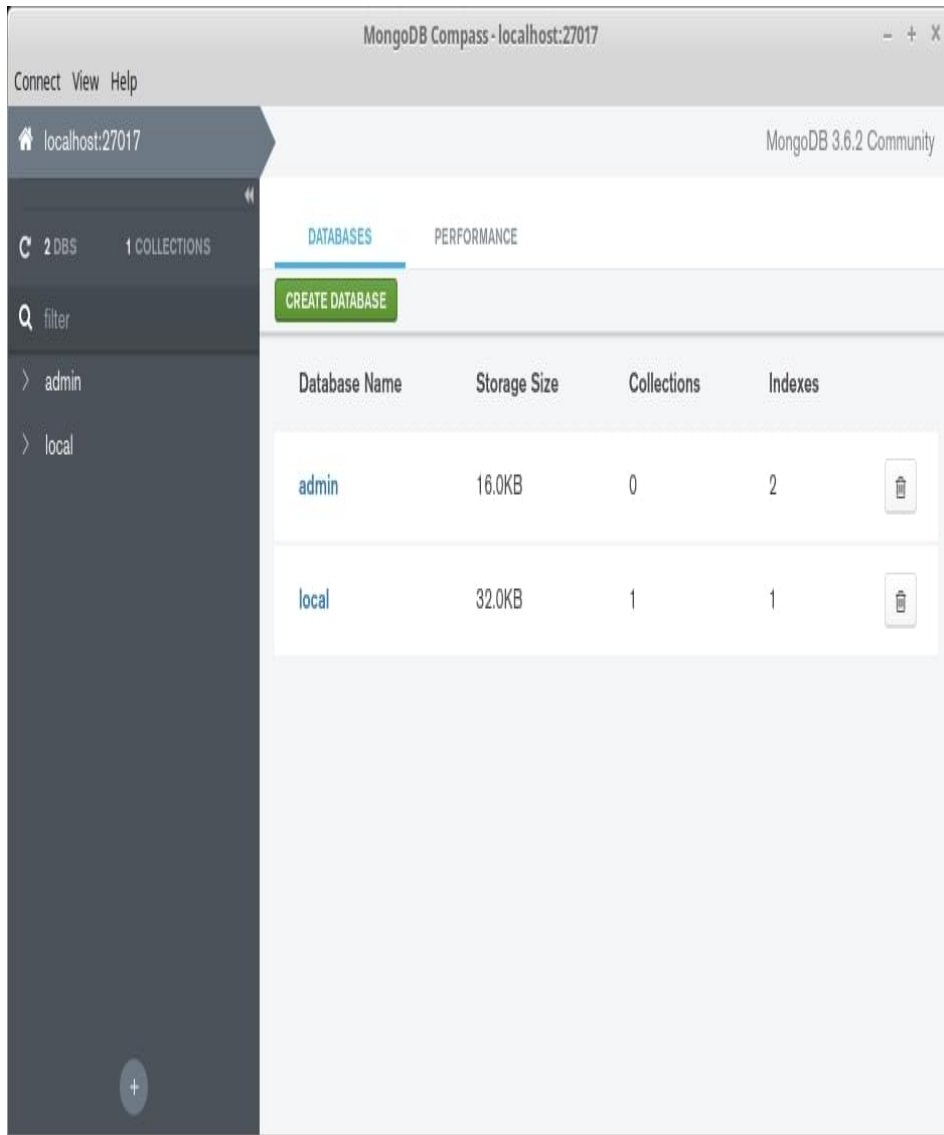 MongoDB Compass - localhost:27017
Connect View Help
localhost:27017
MongoDB 3.6.2 Community
2 DBS 1 COLLECTIONS
filter
admin
local
DATABASES PERFORMANCE
CREATE DATABASE
Database Name Storage Size Collections Indexes
admin 16.0KB 0 2
local 32.0KB 1 1